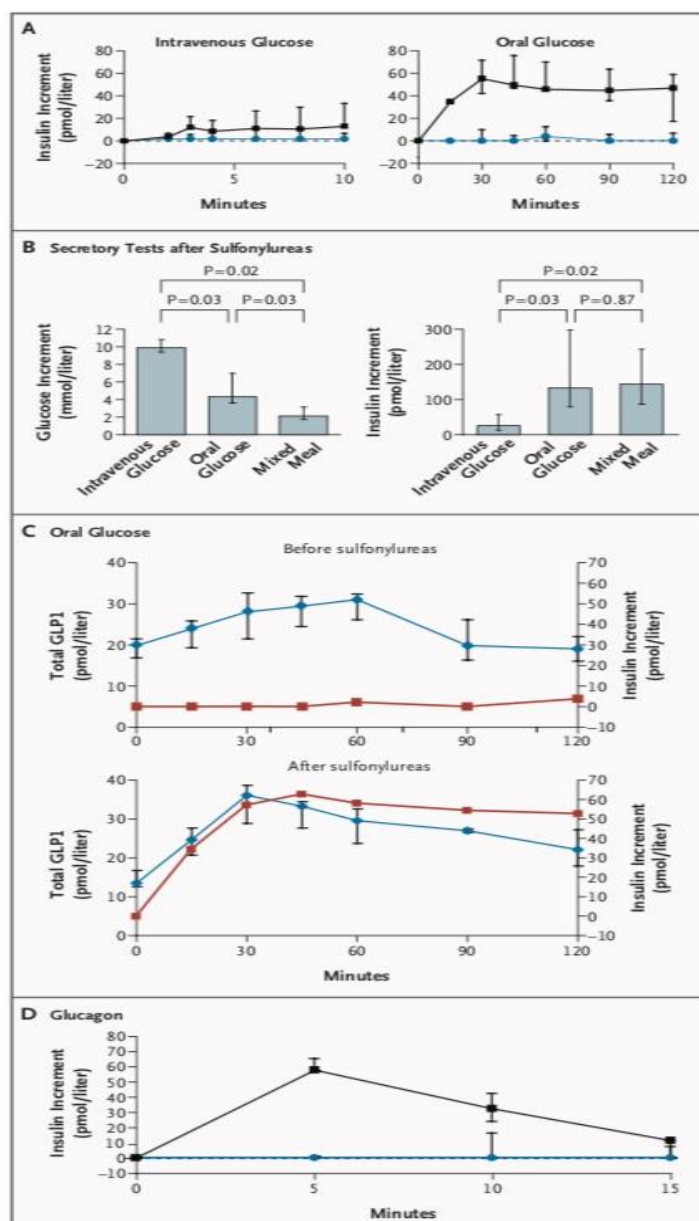 A
Intravenous Glucose
Oral Glucose
Insulin Increment
(pmol/liter)
80
60
40
20
0
−20
0
5
10
Minutes
80
60
40
20
0
−20
0
30
60
90
120
Minutes
B Secretory Tests after Sulfonylureas
P=0.02
P=0.03
P=0.03
Glucose Increment
(mmol/liter)
12
10
8
6
4
2
0
Intravenous
Glucose
Oral
Glucose
Mixed
Meal
P=0.02
P=0.03
P=0.87
Insulin Increment
(pmol/liter)
300
200
100
0
Intravenous
Glucose
Oral
Glucose
Mixed
Meal
C Oral Glucose
Before sulfonylureas
Total GLP1
(pmol/liter)
40
30
20
10
0
70
60
50
40
30
20
10
0
−10
Insulin Increment
(pmol/liter)
0
30
60
90
120
After sulfonylureas
Total GLP1
(pmol/liter)
40
30
20
10
0
70
60
50
40
30
20
10
0
−10
Insulin Increment
(pmol/liter)
0
30
60
90
120
Minutes
D Glucagon
Insulin Increment
(pmol/liter)
80
70
60
50
40
30
20
10
0
−10
0
5
10
15
Minutes